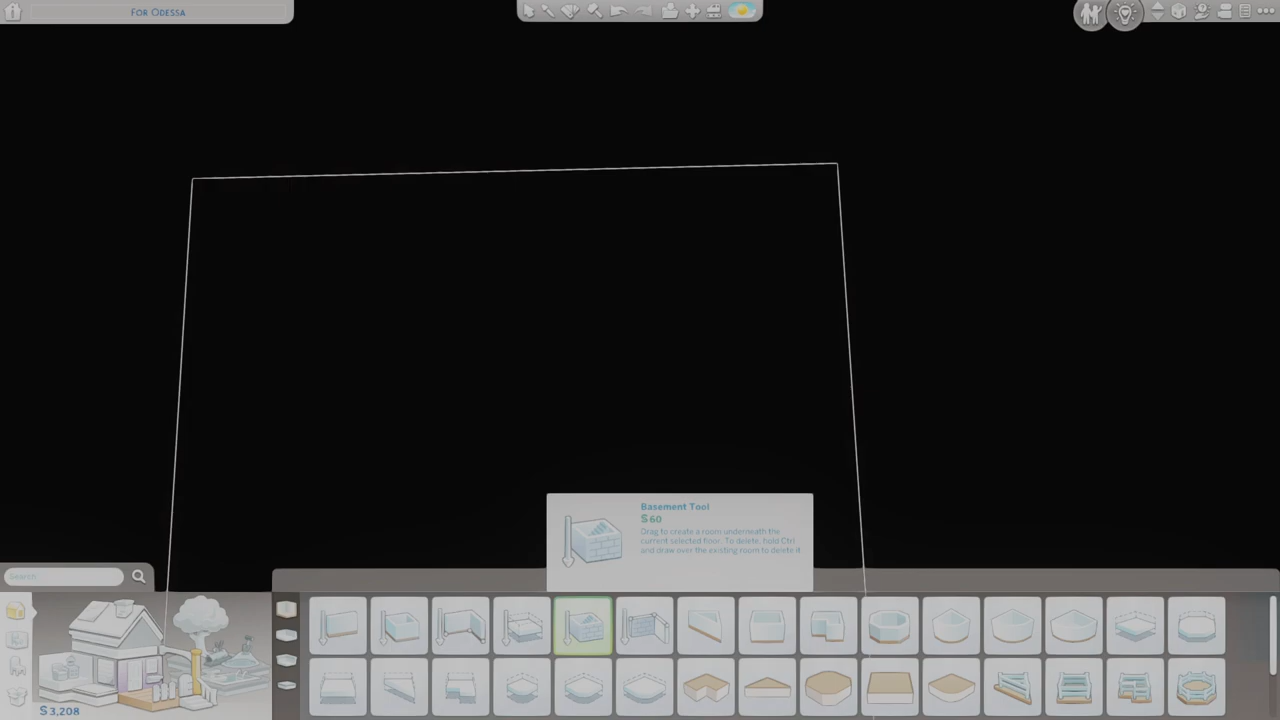 For Odessa
Basement Tool
§60
Drag to create a room underneath the
current selected floor. To delete, hold Ctrl
and draw over the existing room to delete it
Search
§3,208